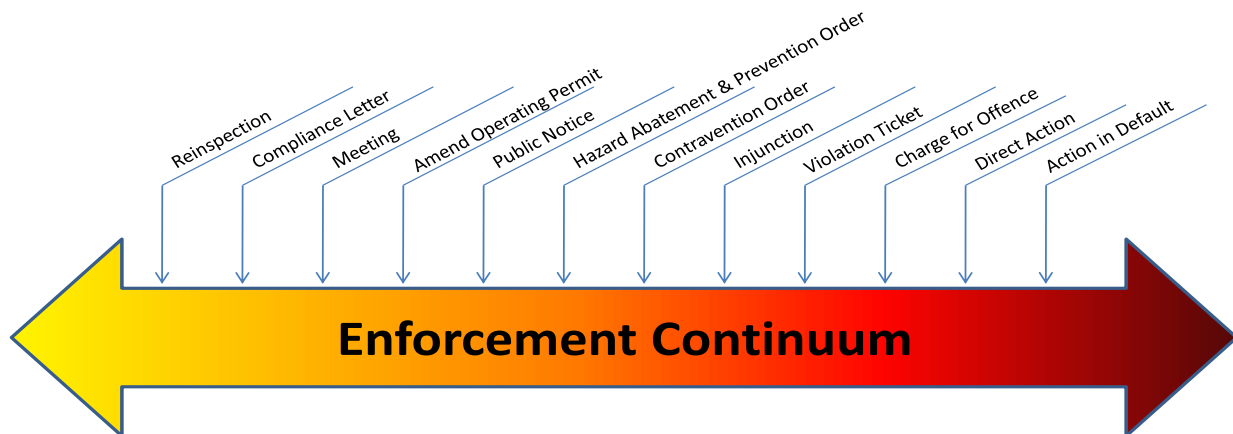 Reinspection
Compliance Letter
Meeting
Amend Operating Permit
Public Notice
Hazard Abatement & Prevention Order
Contravention Order
Injunction
Violation Ticket
Charge for Offence
Direct Action
Action in Default
Enforcement Continuum